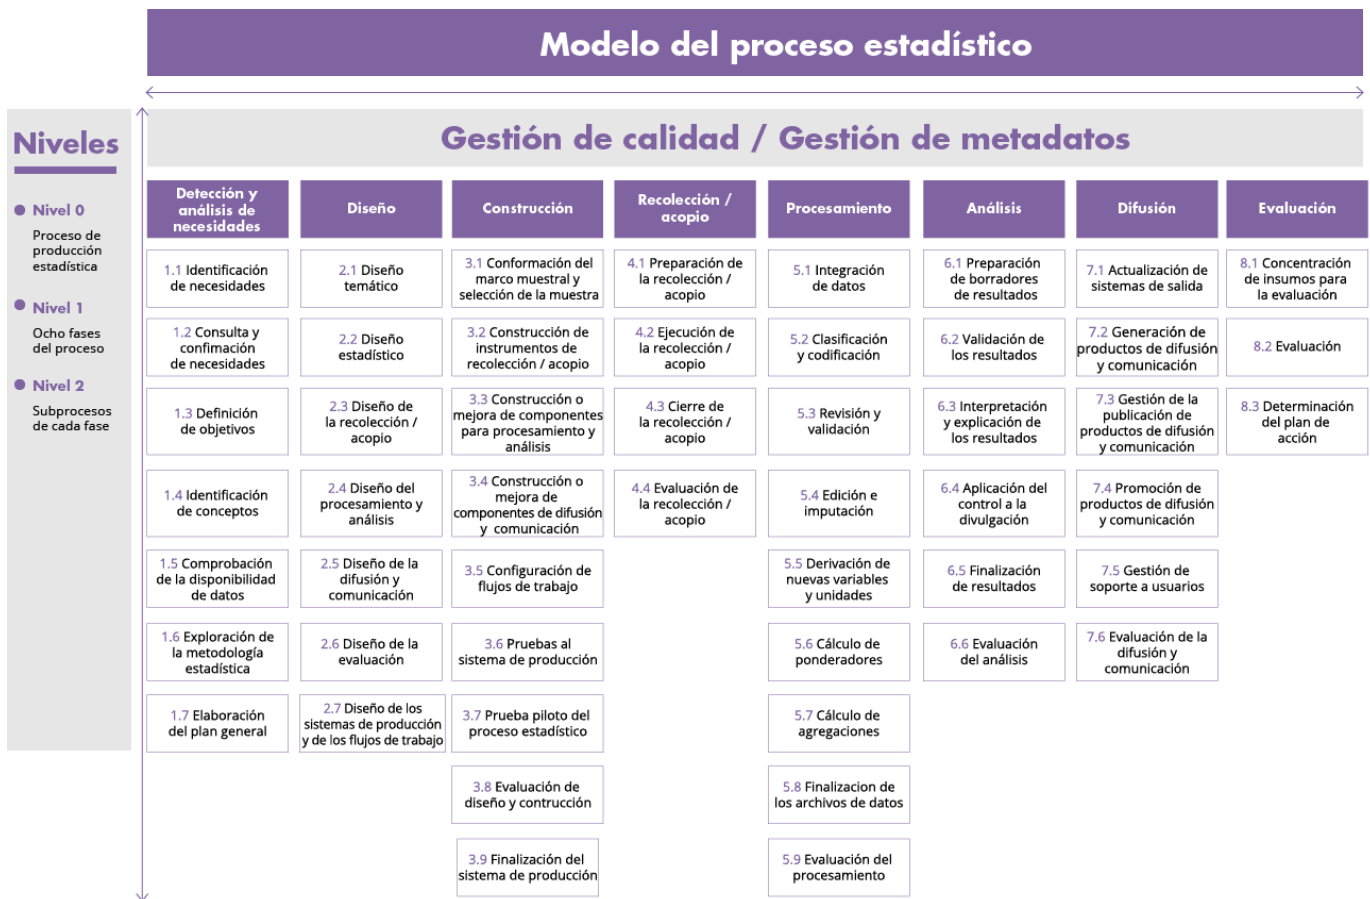 Modelo del proceso estadístico
Niveles
Nivel 0
Proceso de
producción
estadística
Nivel 1
Ocho fases
del proceso
Nivel 2
Subprocesos
de cada fase
Gestión de calidad / Gestión de metadatos
Detección y
análisis de
necesidades
1.1 Identificación
de necesidades
1.2 Consulta y
confimación
de necesidades
1.3 Definición
de objetivos
1.4 Identificación
de conceptos
1.5 Comprobación
de la disponibilidad
de datos
1.6 Exploración de
la metodología
estadística
1.7 Elaboración
del plan general
Diseño
2.1 Diseño
temático
2.2 Diseño
estadístico
2.3 Diseño de
la recolección /
acopio
2.4 Diseño del
procesamiento y
análisis
2.5 Diseño de la
difusión y
comunicación
2.6 Diseño de la
evaluación
2.7 Diseño de los
sistemas de producción
y de los flujos de trabajo
Construcción
3.1 Conformación del
marco muestral y
selección de la muestra
3.2 Construcción de
instrumentos de
recolección / acopio
3.3 Construcción o
mejora de componentes
para procesamiento y
análisis
3.4 Construcción o
mejora de
componentes de difusión
y comunicación
3.5 Configuración de
flujos de trabajo
3.6 Pruebas al
sistema de producción
3.7 Prueba piloto del
proceso estadístico
3.8 Evaluación de
diseño y contrucción
3.9 Finalización del
sistema de producción
Recolección /
acopio
4.1 Preparación de
la recolección /
acopio
4.2 Ejecución de
la recolección /
acopio
4.3 Cierre de
la recolección /
acopio
4.4 Evaluación de
la recolección /
acopio
Procesamiento
5.1 Integración
de datos
5.2 Clasificación
y codificación
5.3 Revisión y
validación
5.4 Edición e
imputación
5.5 Derivación de
nuevas variables
y unidades
5.6 Cálculo de
ponderadores
5.7 Cálculo de
agregaciones
5.8 Finalizacion de
los archivos de datos
5.9 Evaluación del
procesamiento
Análisis
6.1 Preparación
de borradores
de resultados
6.2 Validación de
los resultados
6.3 Interpretación
y explicación de
los resultados
6.4 Aplicación del
control a la
divulgación
6.5 Finalización
de resultados
6.6 Evaluación
del análisis
Difusión
7.1 Actualización de
sistemas de salida
7.2 Generación de
productos de difusión
y comunicación
7.3 Gestión de la
publicación de
productos de difusión
y comunicación
7.4 Promoción de
productos de difusión
y comunicación
7.5 Gestión de
soporte a usuarios
7.6 Evaluación de la
difusión y
comunicación
Evaluación
8.1 Concentración
de insumos para
la evaluación
8.2 Evaluación
8.3 Determinación
del plan de
acción